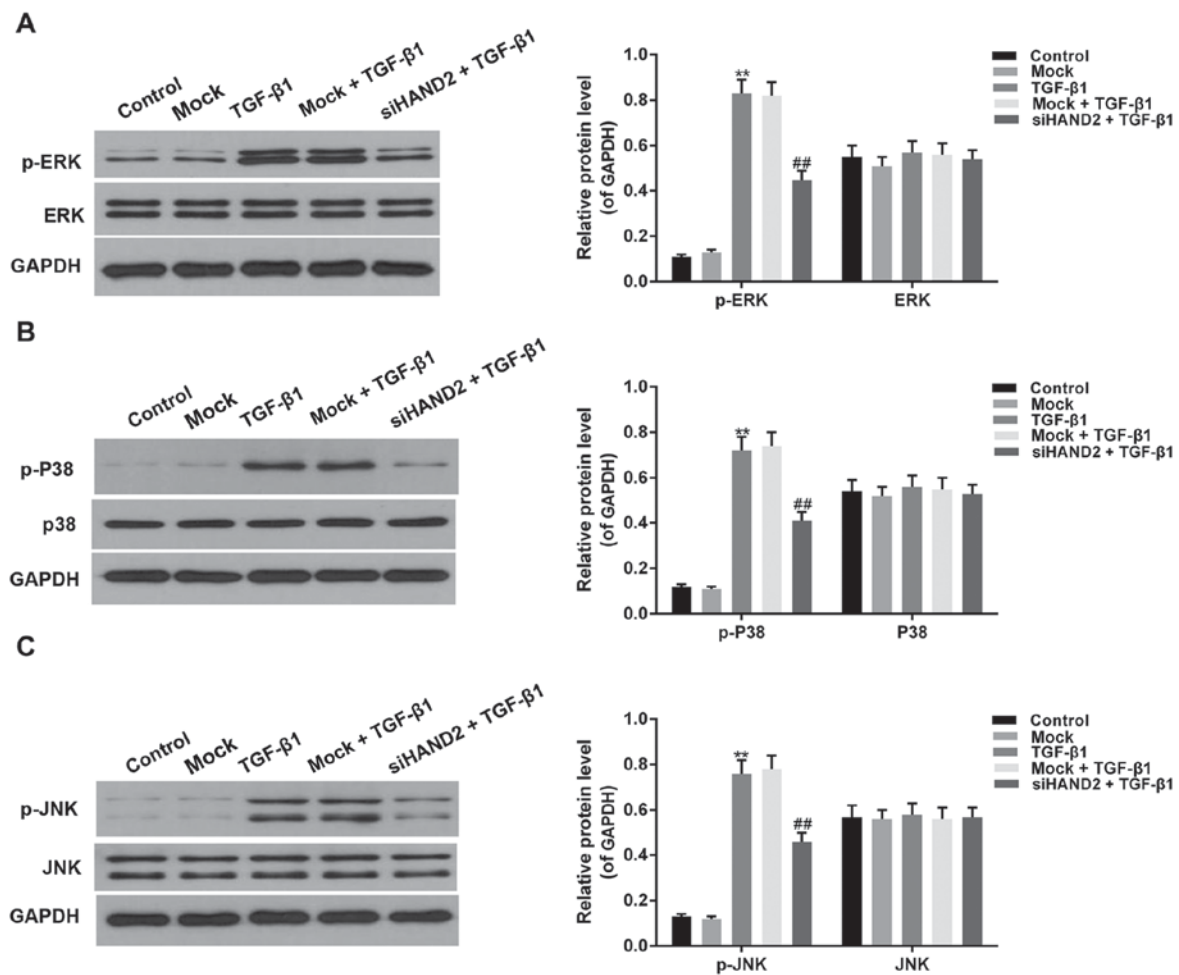 A
Control
Mock
TGF-β1
Mock + TGF-β1
siHAND2 + TGF-β1
p-ERK
ERK
GAPDH
Relative protein level
(of GAPDH)
1.0
0.8
0.6
0.4
0.2
0.0
**
##
p-ERK
ERK
Control
Mock
TGF-β1
Mock + TGF-β1
siHAND2 + TGF-β1
B
Control
Mock
TGF-β1
Mock + TGF-β1
siHAND2 + TGF-β1
p-P38
p38
GAPDH
Relative protein level
(of GAPDH)
1.0
0.8
0.6
0.4
0.2
0.0
**
##
p-P38
P38
Control
Mock
TGF-β1
Mock + TGF-β1
siHAND2 + TGF-β1
C
Control
Mock
TGF-β1
Mock + TGF-β1
siHAND2 + TGF-β1
p-JNK
JNK
GAPDH
Relative protein level
(of GAPDH)
1.0
0.8
0.6
0.4
0.2
0.0
**
##
p-JNK
JNK
Control
Mock
TGF-β1
Mock + TGF-β1
siHAND2 + TGF-β1